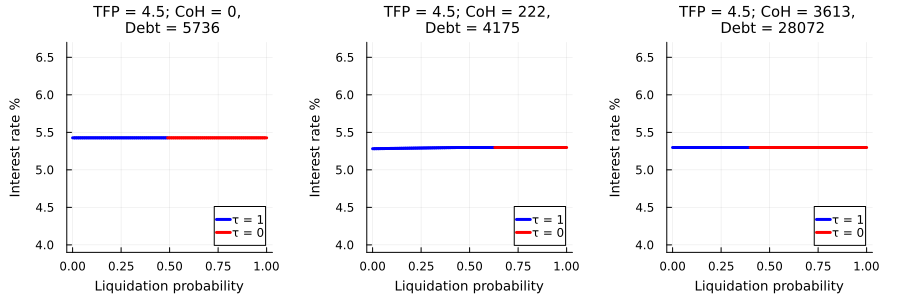 TFP = 4.5; CoH = 0,
Debt = 5736
6.5
6.0
5.5
5.0
4.5
4.0
Interest rate %
τ = 1
τ = 0
0.00 0.25 0.50 0.75 1.00
Liquidation probability
TFP = 4.5; CoH = 222,
Debt = 4175
6.5
6.0
5.5
5.0
4.5
4.0
Interest rate %
τ = 1
τ = 0
0.00 0.25 0.50 0.75 1.00
Liquidation probability
TFP = 4.5; CoH = 3613,
Debt = 28072
6.5
6.0
5.5
5.0
4.5
4.0
Interest rate %
τ = 1
τ = 0
0.00 0.25 0.50 0.75 1.00
Liquidation probability